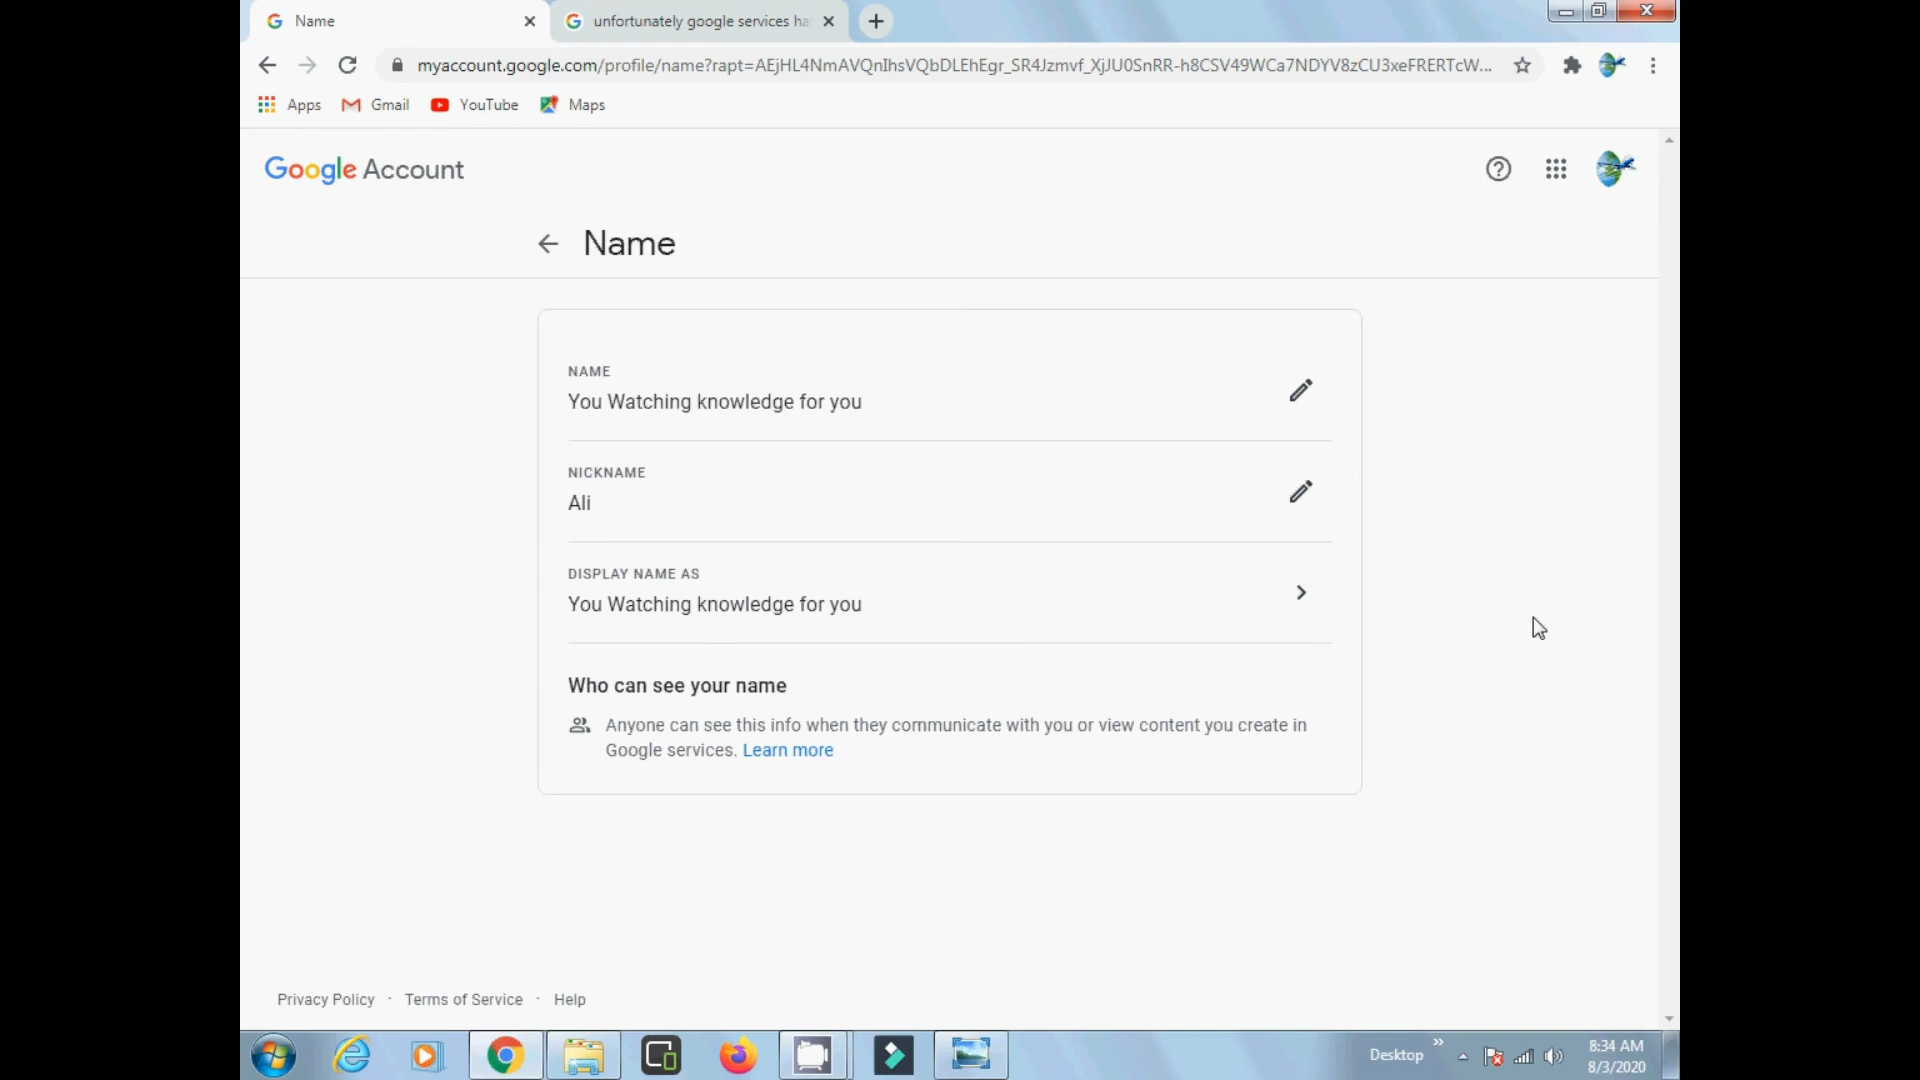 Name
unfortunately google services ha
myaccount.google.com/profile/name?rapt=AEjHL4NmAVQnIhsVQbDLEhEgr_SR4Jzmvf_XjJU0SnRR-h8CSV49WCa7NDYV8zCU3xeFRERTcW...
Apps Gmail YouTube Maps
Google Account
Name
NAME
You Watching knowledge for you
NICKNAME
Ali
DISPLAY NAME AS
You Watching knowledge for you
Who can see your name
Anyone can see this info when they communicate with you or view content you create in
Google services. Learn more
Privacy Policy · Terms of Service · Help
Desktop
8:34 AM
8/3/2020